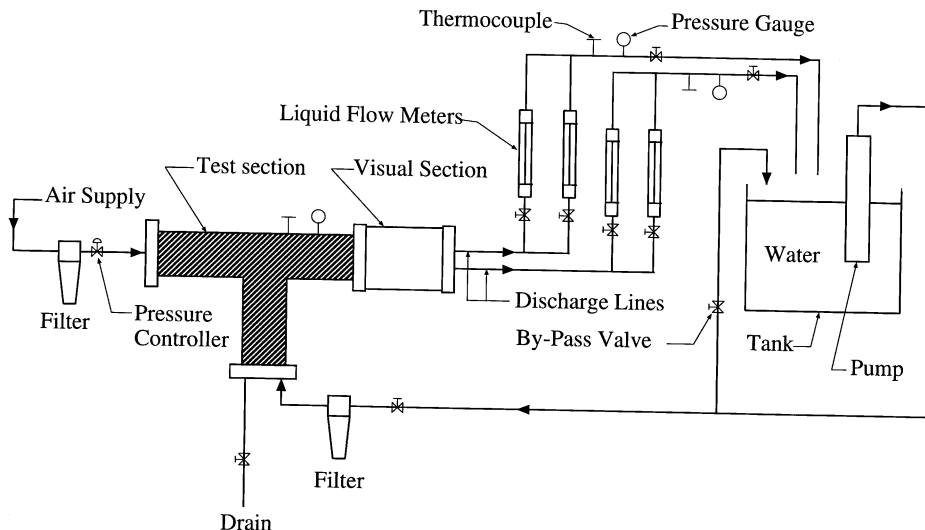 Thermocouple
Pressure Gauge
Liquid Flow Meters
Test section
Visual Section
Air Supply
Water
Filter
Pressure
Controller
Discharge Lines
By-Pass Valve
Tank
Pump
Filter
Drain